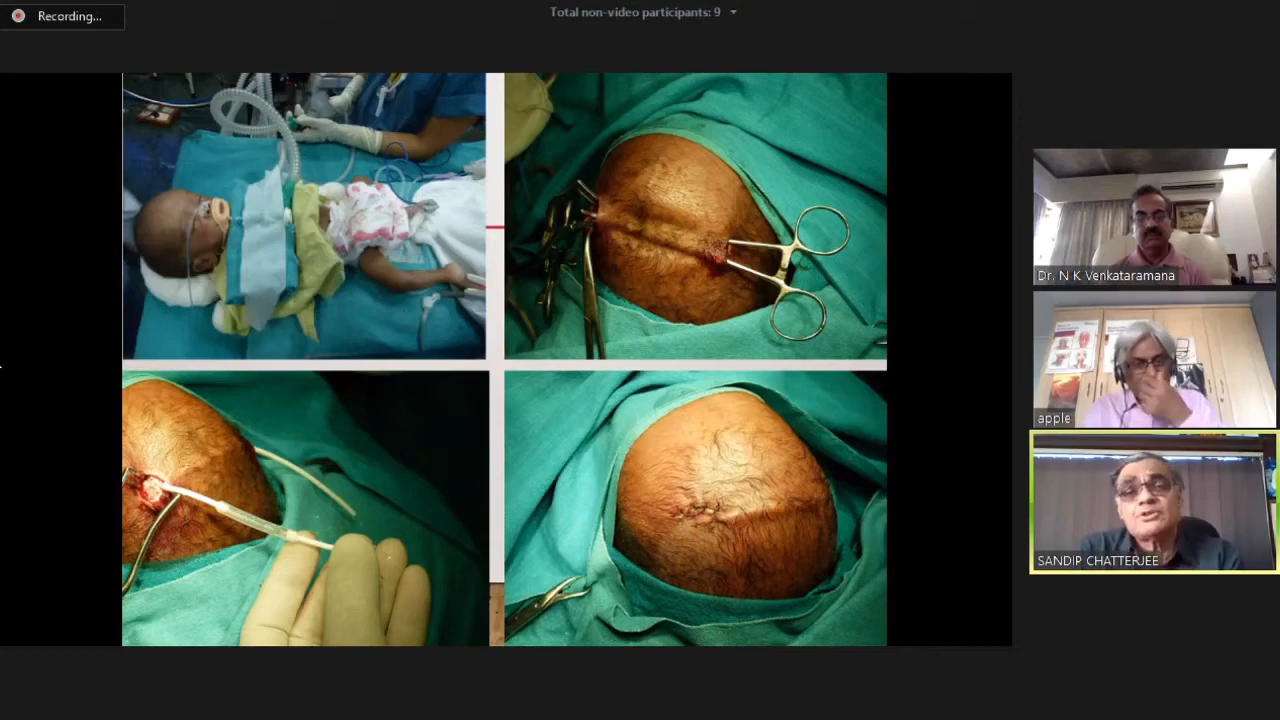 Recording...
Total non-video participants: 9
Dr. N K Venkataramana
apple
SANDIP CHATTERJEE